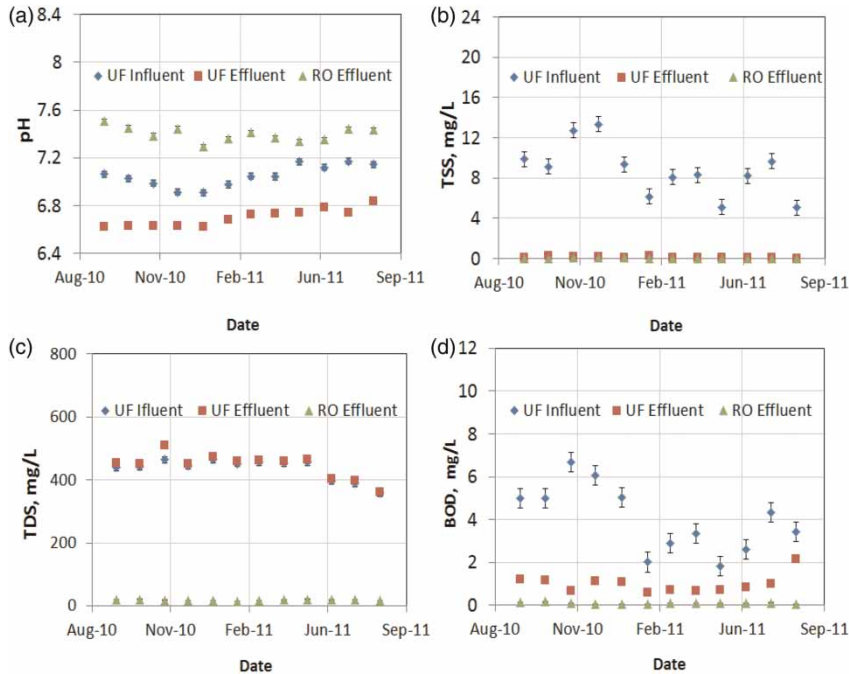 (a)
8
7.6
7.2
6.8
6.4
pH
UF Influent UF Effluent RO Effluent
Aug-10 Nov-10 Feb-11 Jun-11 Sep-11
Date
(b)
24
20
16
12
8
4
0
TSS, mg/L
UF Influent UF Effluent RO Effluent
Aug-10 Nov-10 Feb-11 Jun-11 Sep-11
Date
(c)
800
600
400
200
0
TDS, mg/L
UF Ifluent UF Effluent RO Effluent
Aug-10 Nov-10 Feb-11 Jun-11 Sep-11
Date
(d)
12
10
8
6
4
2
0
BOD, mg/L
UF Influent UF Effluent RO Effluent
Aug-10 Nov-10 Feb-11 Jun-11 Sep-11
Date